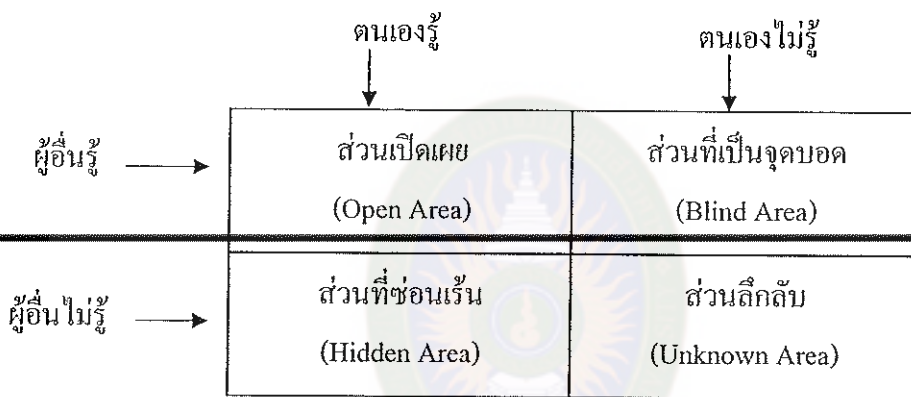 ตนเองรู้ ตนเองไม่รู้
ผู้อื่นรู้ ส่วนเปิดเผย ส่วนที่เป็นจุดบอด
(Open Area) (Blind Area)
ผู้อื่นไม่รู้ ส่วนที่ซ่อนเร้น ส่วนลึกลับ
(Hidden Area) (Unknown Area)